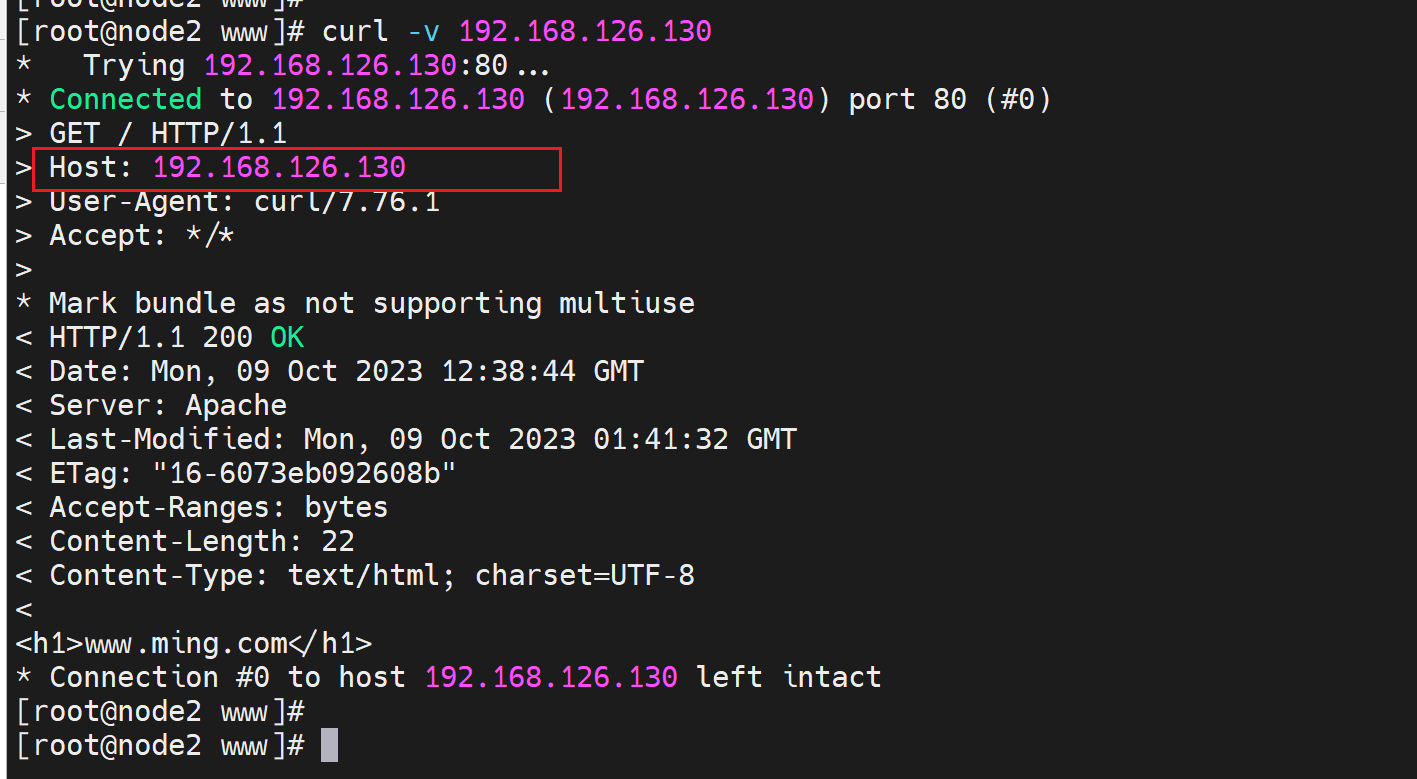 [root@node2 www]#
[root@node2 www]# curl -v 192.168.126.130
*   Trying 192.168.126.130:80...
* Connected to 192.168.126.130 (192.168.126.130) port 80 (#0)
> GET / HTTP/1.1
> Host: 192.168.126.130
> User-Agent: curl/7.76.1
> Accept: */*
>
* Mark bundle as not supporting multiuse
< HTTP/1.1 200 OK
< Date: Mon, 09 Oct 2023 12:38:44 GMT
< Server: Apache
< Last-Modified: Mon, 09 Oct 2023 01:41:32 GMT
< ETag: "16-6073eb092608b"
< Accept-Ranges: bytes
< Content-Length: 22
< Content-Type: text/html; charset=UTF-8
<
<h1>www.ming.com</h1>
* Connection #0 to host 192.168.126.130 left intact
[root@node2 www]#
[root@node2 www]#